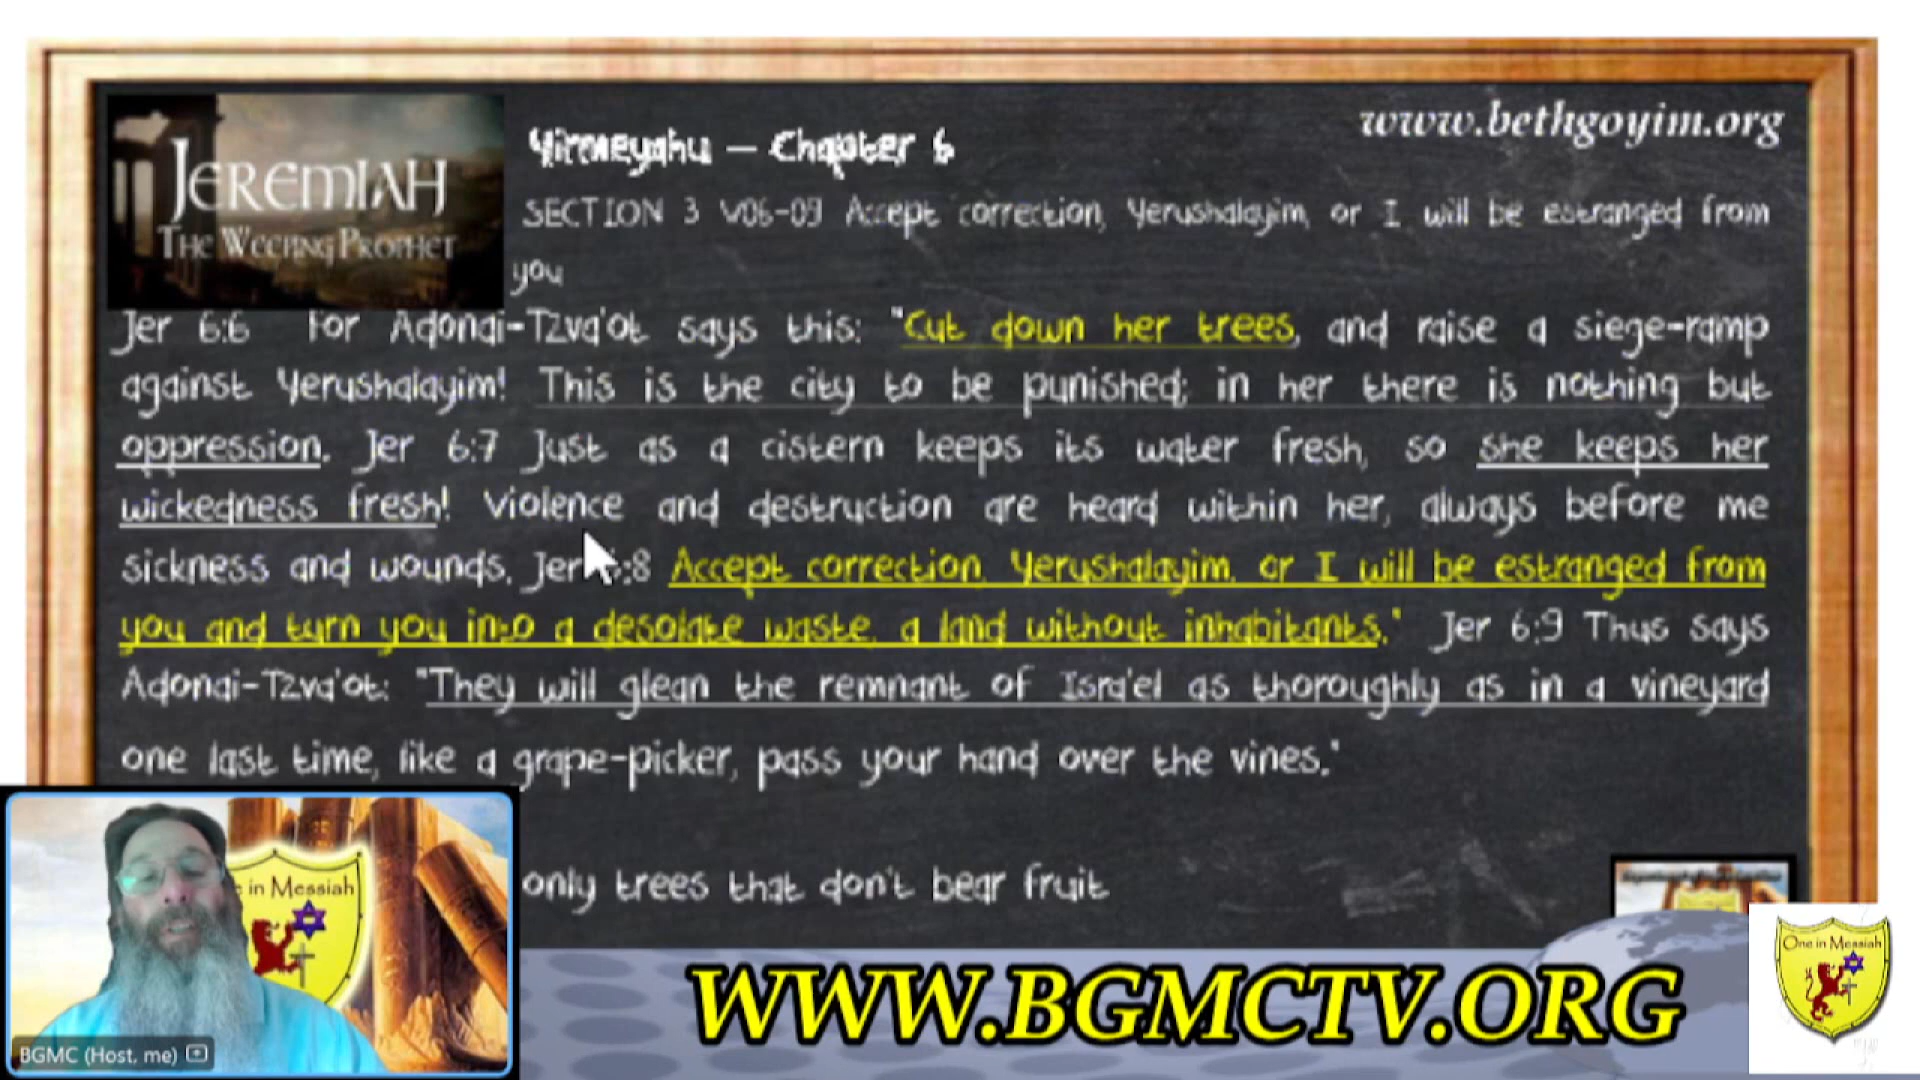 www.bethgoyim.org
JEREMIAH
THE WEEPING PROPHET
Yirmeyahu – Chapter 6
SECTION 3 V06-09 Accept correction, Yerushalayim, or I will be estranged from
you
Jer 6:6 For Adonai-Tzva'ot says this: "Cut down her trees, and raise a siege-ramp
against Yerushalayim! This is the city to be punished; in her there is nothing but
oppression. Jer 6:7 Just as a cistern keeps its water fresh, so she keeps her
wickedness fresh! Violence and destruction are heard within her, always before me
sickness and wounds. Jer 6:8 Accept correction, Yerushalayim, or I will be estranged from
you and turn you into a desolate waste, a land without inhabitants." Jer 6:9 Thus says
Adonai-Tzva'ot: "They will glean the remnant of Isra'el as thoroughly as in a vineyard
one last time, like a grape-picker, pass your hand over the vines."
only trees that don't bear fruit
e in Messiah
BGMC (Host, me)
WWW.BGMCTV.ORG
One in Messiah